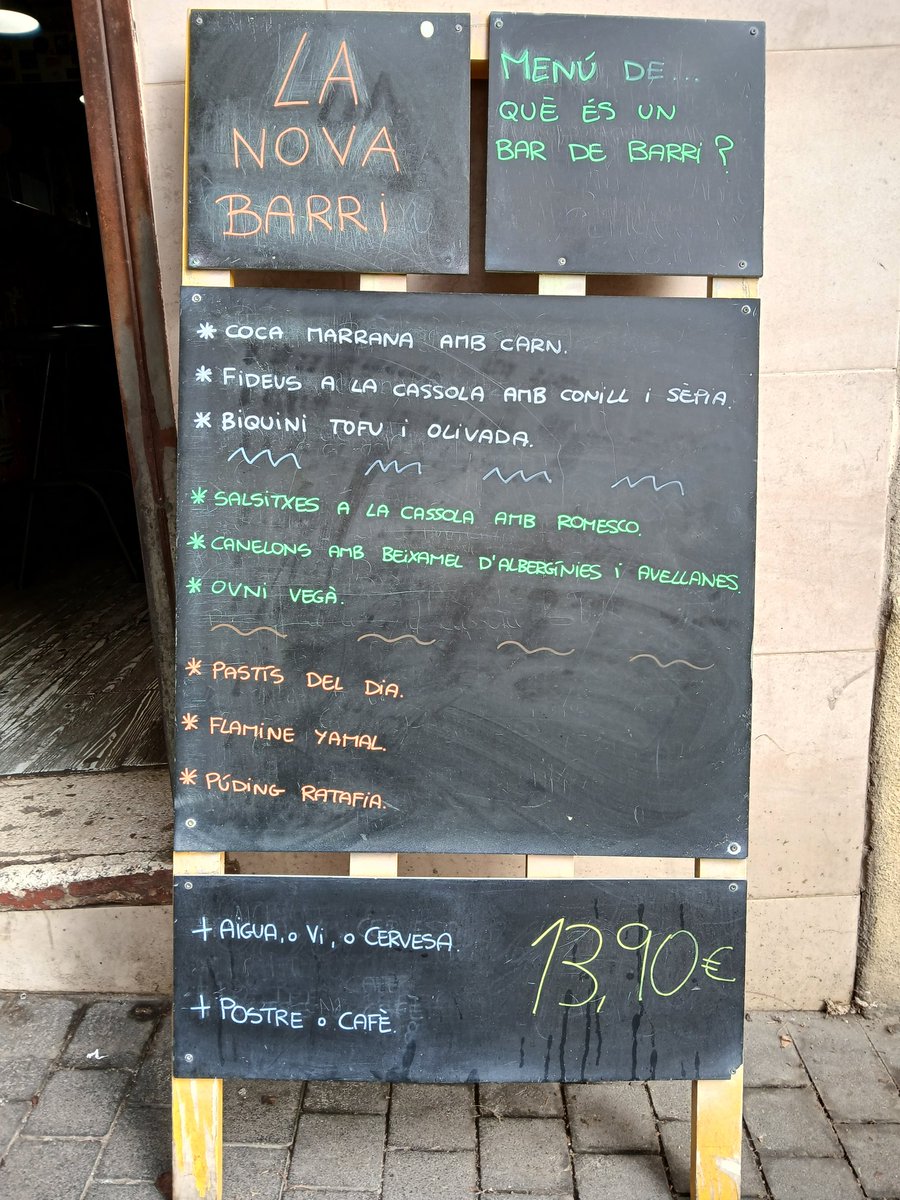 LA
NOVA
BARRi
MENÚ DE...
QUÈ ÉS UN
BAR DE BARRi?
* COCA MARRANA AMB CARN.
* FiDEUS A LA CASSOLA AMB CONiLL i SÈPiA.
* BiQUiNi TOFU i OLiVADA.
* SALSiTXES A LA CASSOLA AMB ROMESCO.
* CANELONS AMB BEiXAMEL D'ALBERGÍNiES i AVELLANES.
* OVNi VEGÀ.
* PASTÍS DEL DiA.
* FLAMiNE YAMAL.
* PÚDiNG RATAFiA.
+ AiGUA, o Vi, o CERVESA.
+ POSTRE o CAFÈ.
13,90€